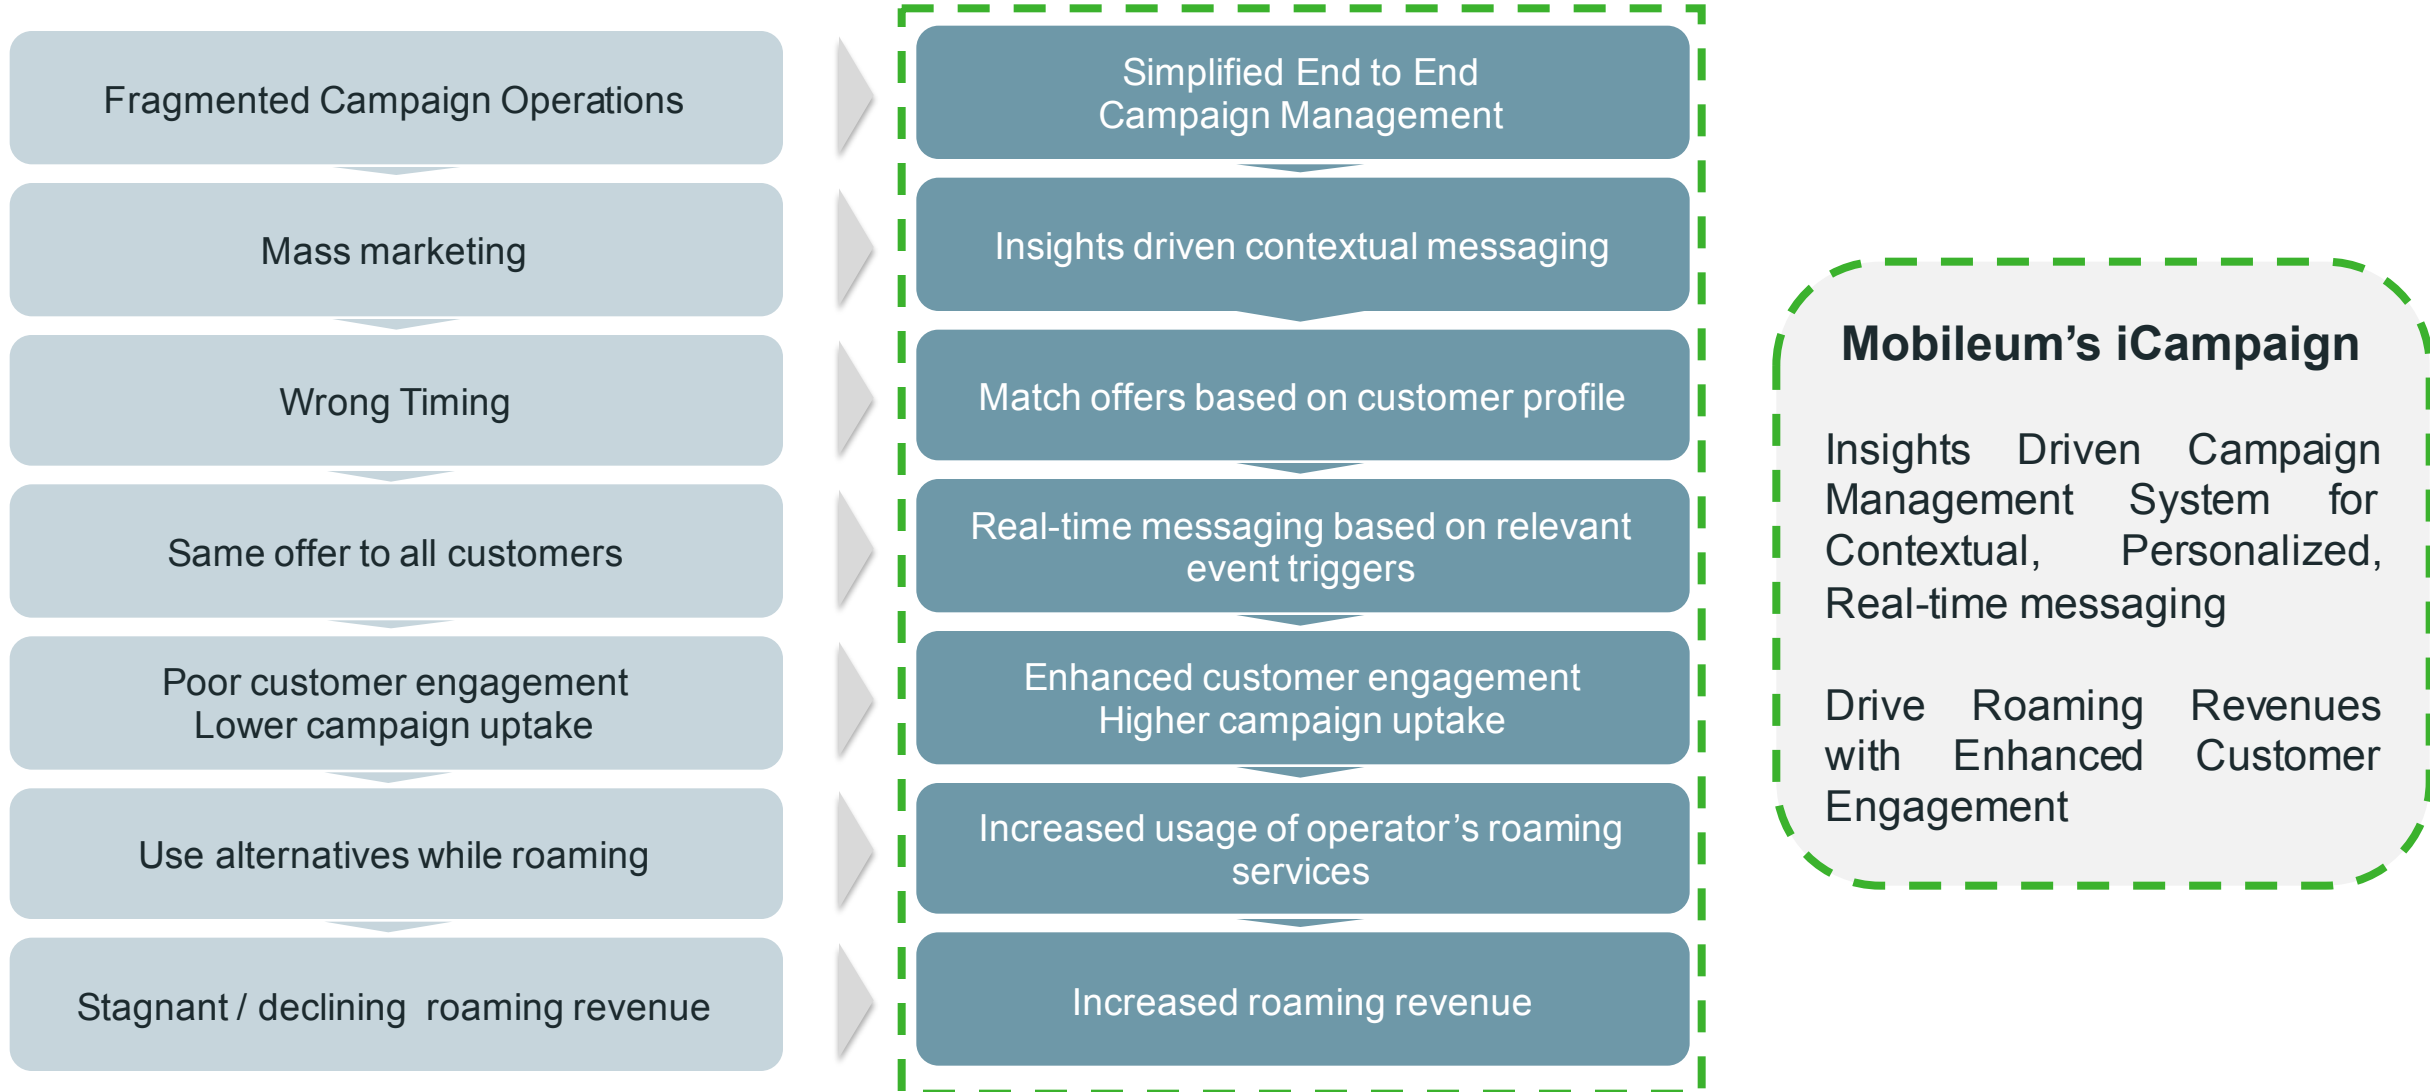 Fragmented Campaign Operations
Mass marketing
Wrong Timing
Same offer to all customers
Poor customer engagement
Lower campaign uptake
Use alternatives while roaming
Stagnant / declining  roaming revenue
Simplified End to End
Campaign Management
Insights driven contextual messaging
Match offers based on customer profile
Real-time messaging based on relevant
event triggers
Enhanced customer engagement
Higher campaign uptake
Increased usage of operator’s roaming
services
Increased roaming revenue
Mobileum’s iCampaign
Insights Driven Campaign
Management System for
Contextual, Personalized,
Real-time messaging
Drive Roaming Revenues
with Enhanced Customer
Engagement